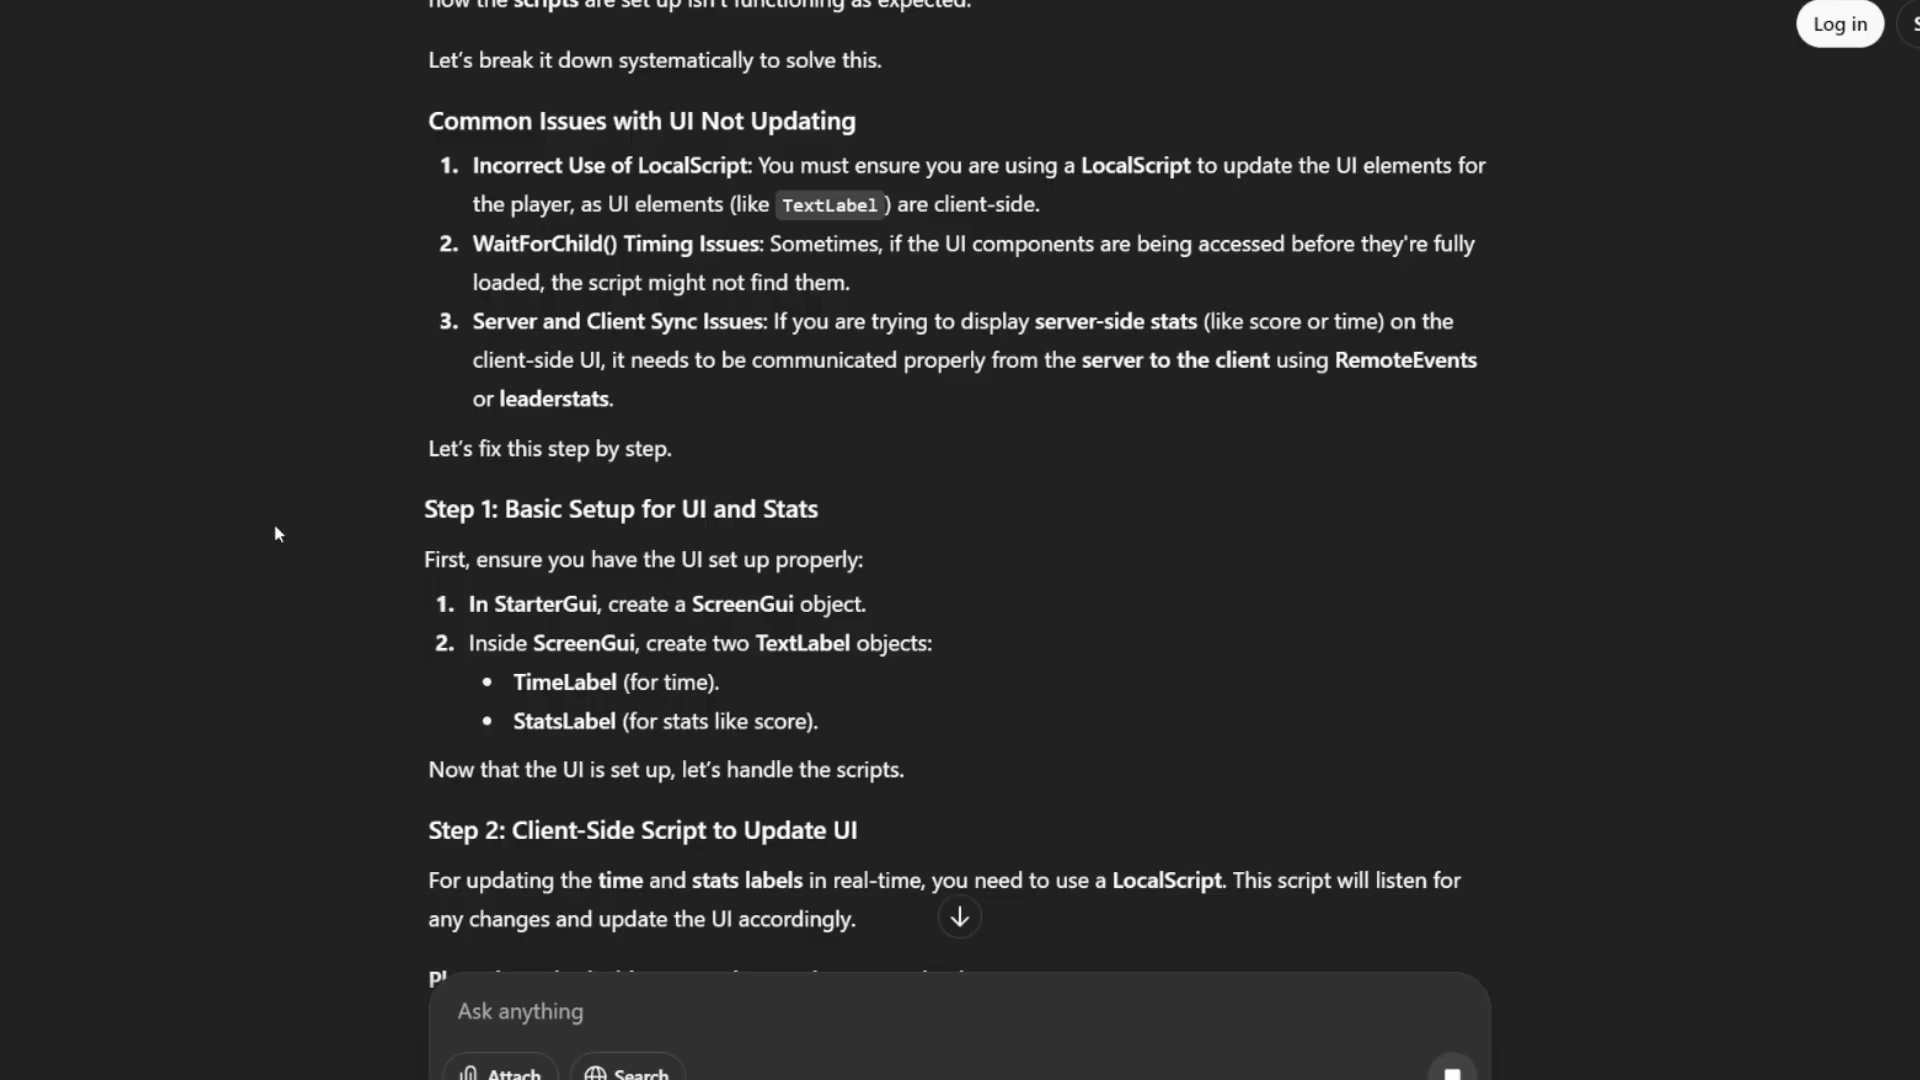 now the scripts are set up isn't functioning as expected.
Log in
Let's break it down systematically to solve this.
Common Issues with UI Not Updating
1. Incorrect Use of LocalScript: You must ensure you are using a LocalScript to update the UI elements for
the player, as UI elements (like TextLabel) are client-side.
2. WaitForChild() Timing Issues: Sometimes, if the UI components are being accessed before they're fully
loaded, the script might not find them.
3. Server and Client Sync Issues: If you are trying to display server-side stats (like score or time) on the
client-side UI, it needs to be communicated properly from the server to the client using RemoteEvents
or leaderstats.
Let's fix this step by step.
Step 1: Basic Setup for UI and Stats
First, ensure you have the UI set up properly:
1. In StarterGui, create a ScreenGui object.
2. Inside ScreenGui, create two TextLabel objects:
• TimeLabel (for time).
• StatsLabel (for stats like score).
Now that the UI is set up, let's handle the scripts.
Step 2: Client-Side Script to Update UI
For updating the time and stats labels in real-time, you need to use a LocalScript. This script will listen for
any changes and update the UI accordingly.
Ask anything
Attach Search